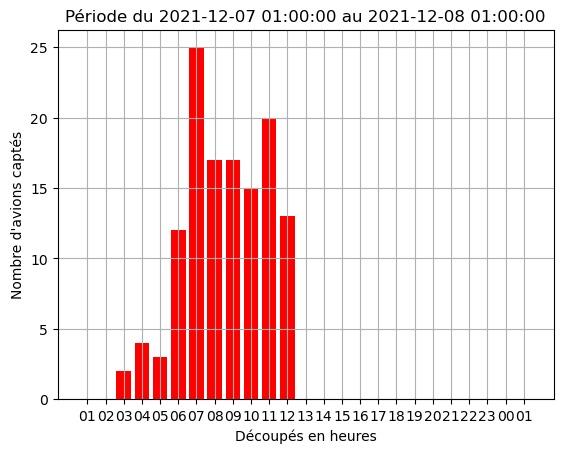 Période du 2021-12-07 01:00:00 au 2021-12-08 01:00:00
Nombre d'avions captés
25
20
15
10
5
0
01 02 03 04 05 06 07 08 09 10 11 12 13 14 15 16 17 18 19 20 21 22 23 00 01
Découpés en heures